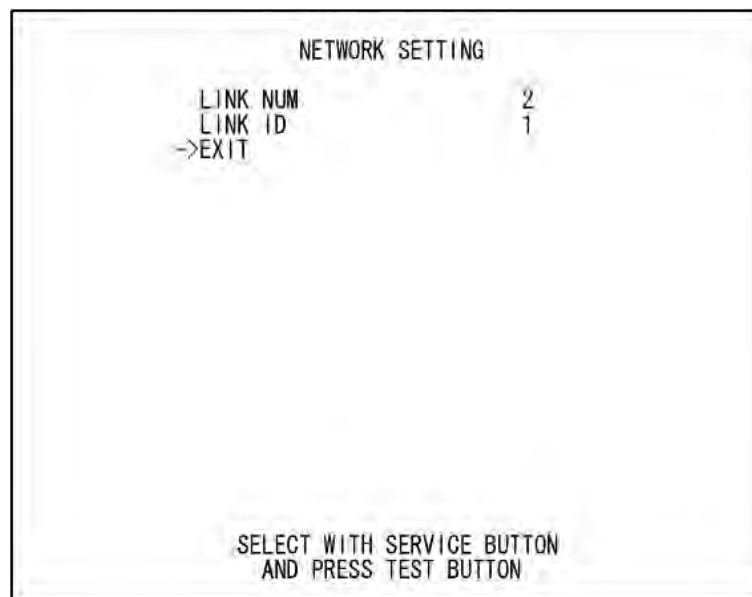 NETWORK SETTING
LINK NUM 2
LINK ID 1
->EXIT
SELECT WITH SERVICE BUTTON
AND PRESS TEST BUTTON